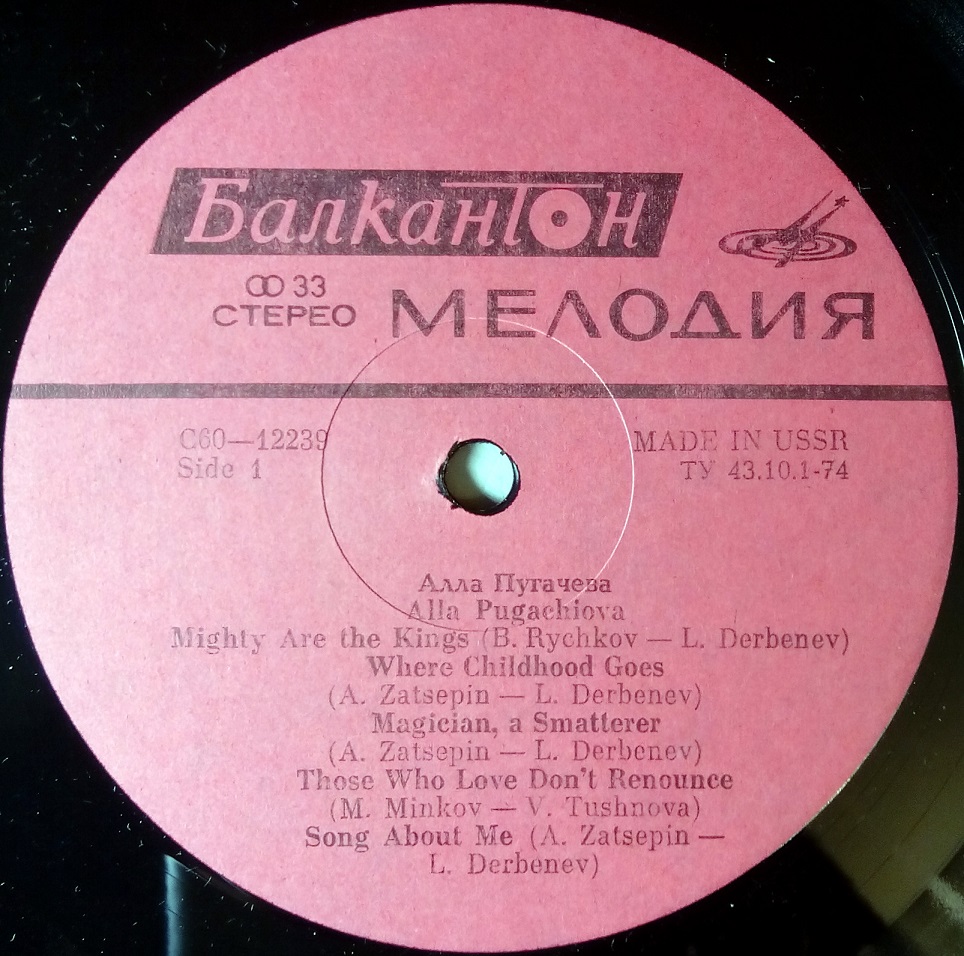 Балкантон
33
СТЕРЕО
МЕЛОДИЯ
С60—12239
Side 1
MADE IN USSR
ТУ 43.10.1-74
Алла Пугачева
Alla Pugachiova
Mighty Are the Kings (B. Rychkov — L. Derbenev)
Where Childhood Goes
(A. Zatsepin — L. Derbenev)
Magician, a Smatterer
(A. Zatsepin — L. Derbenev)
Those Who Love Don't Renounce
(M. Minkov — V. Tushnova)
Song About Me (A. Zatsepin —
L. Derbenev)